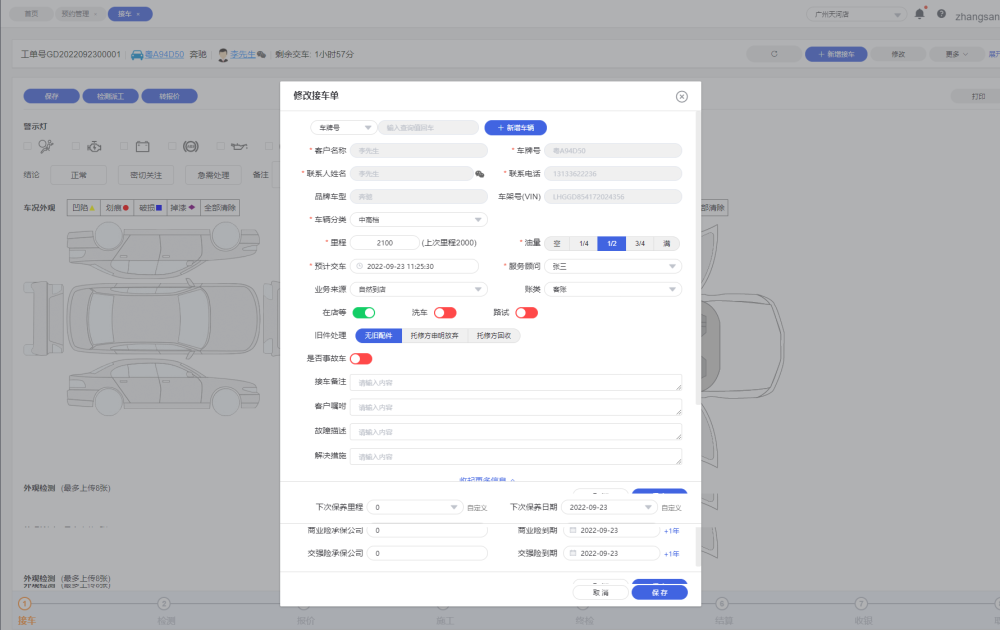 首页 预约管理 × 接车 × 广州天河店 zhangsan
工单号GD2022092300001 粤A94D50 奔驰 李先生 剩余交车: 1小时57分 + 新增接车 修改 更多
保存 检测派工 转报价 打印
警示灯
结论 正常 密切关注 急需处理 备注
车况外观 凹陷 划痕 破损 掉漆 全部清除
部清除
外观检测 (最多上传6张)
外观检测 (最多上传6张)
外观检测 (最多上传6张)
1 2 6 7
接车 检测 报价 施工 终检 结算 收银
修改接车单
车牌号 输入查询值回车 + 新增车辆
* 客户名称 李先生 * 车牌号 粤A94D50
* 联系人姓名 李先生 * 联系电话 13133622236
品牌车型 奔驰 车架号(VIN) LHGGD854172024356
* 车辆分类 中高档
* 里程 2100 (上次里程2000) * 油量 空 1/4 1/2 3/4 满
* 预计交车 2022-09-23 11:25:30 * 服务顾问 张三
业务来源 自然到店 账类 客账
在店等 洗车 路试
旧件处理 无旧配件 托修方申明放弃 托修方回收
是否事故车
接车备注 请输入内容
客户嘱咐 请输入内容
故障描述 请输入内容
解决措施 请输入内容
收起更多信息
下次保养里程 0 自定义 下次保养日期 2022-09-23 自定义
商业险承保公司 0 商业险到期 2022-09-23 +1年
交强险承保公司 0 交强险到期 2022-09-23 +1年
取 消 保 存